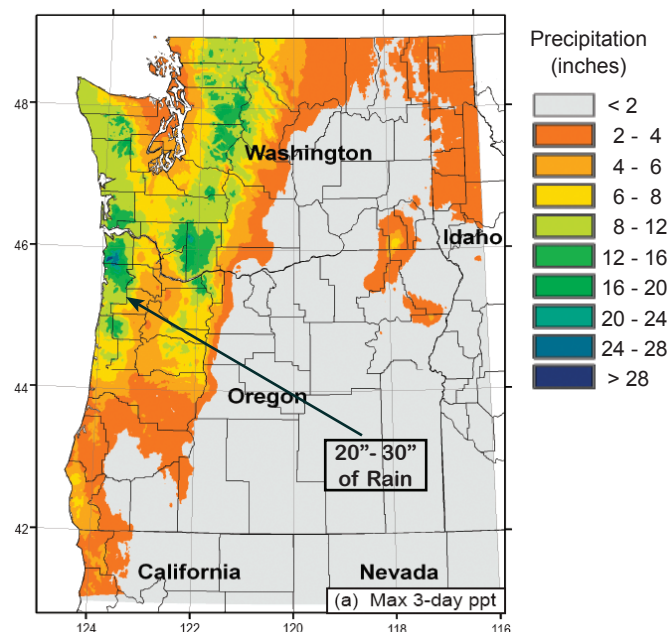 Precipitation
(inches)
< 2
2 - 4
4 - 6
6 - 8
8 - 12
12 - 16
16 - 20
20 - 24
24 - 28
> 28
48
46
44
42
Washington
Idaho
Oregon
20”- 30”
of Rain
California
Nevada
(a) Max 3-day ppt
124
122
120
118
116